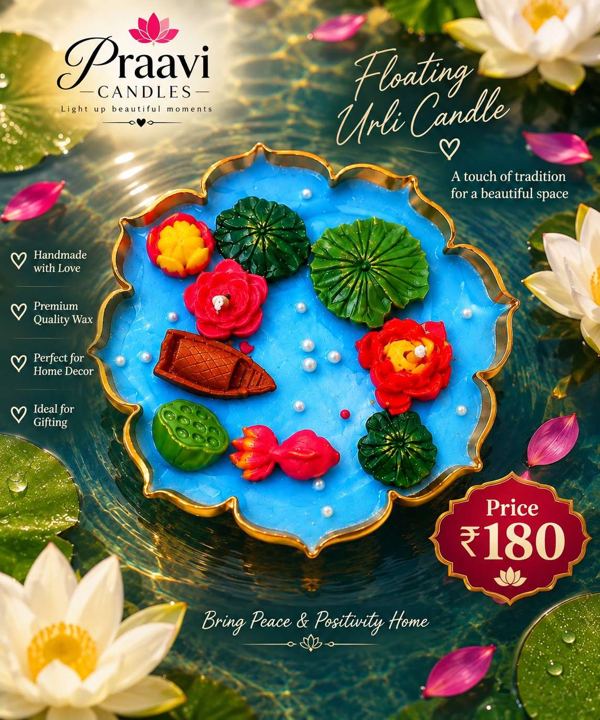 Praavi
CANDLES
Light up beautiful moments
Floating
Urli Candle
A touch of tradition
for a beautiful space
Handmade
with Love
Premium
Quality Wax
Perfect for
Home Decor
Ideal for
Gifting
Price
₹180
Bring Peace & Positivity Home